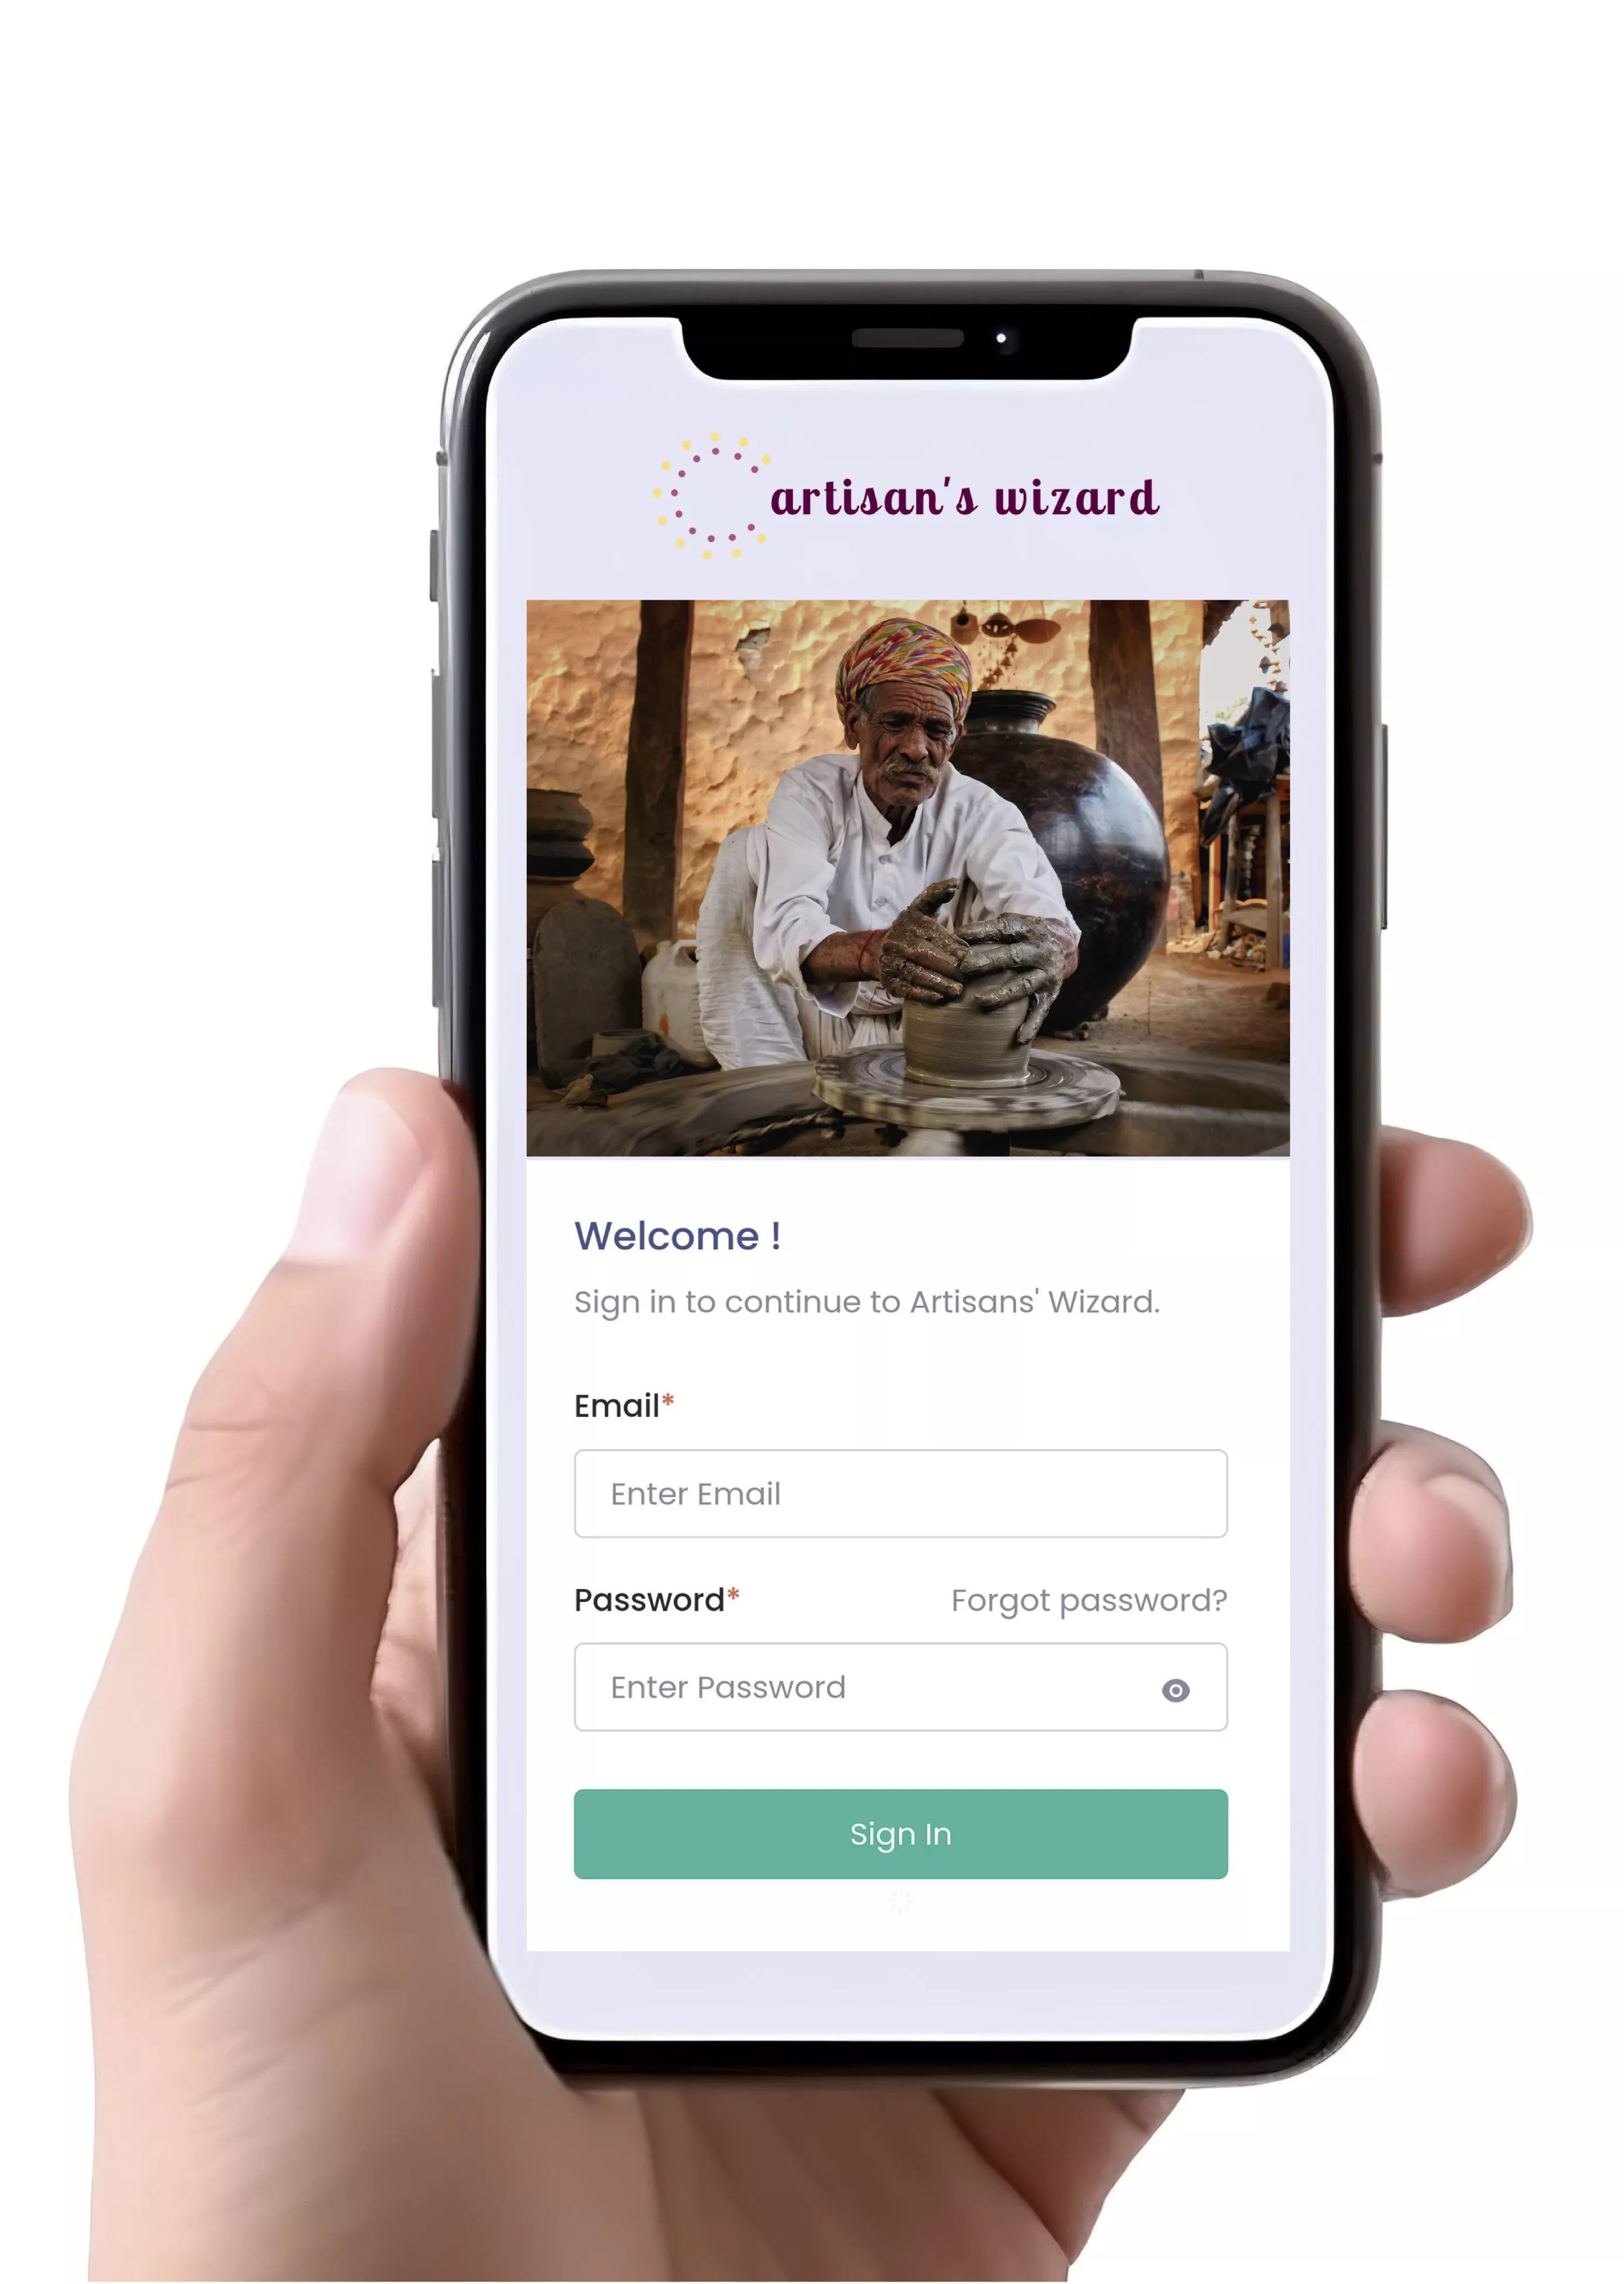 artisan's wizard
Welcome !
Sign in to continue to Artisans' Wizard.
Email*
Enter Email
Password* Forgot password?
Enter Password
Sign In